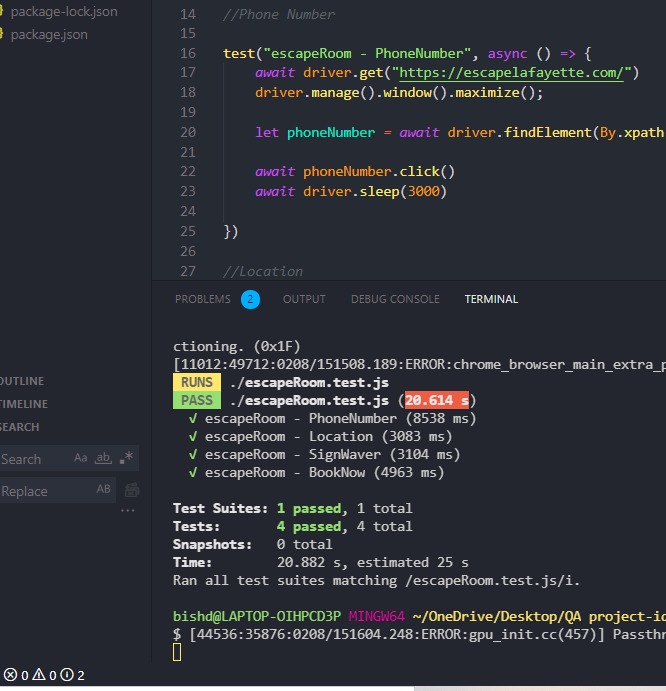 package-lock.json
package.json
14 //Phone Number
15
16 test("escapeRoom - PhoneNumber", async () => {
17 await driver.get("https://escapelafayette.com/")
18 driver.manage().window().maximize();
19
20 let phoneNumber = await driver.findElement(By.xpath
21
22 await phoneNumber.click()
23 await driver.sleep(3000)
24
25 })
26
27 //Location
PROBLEMS 2 OUTPUT DEBUG CONSOLE TERMINAL
ctioning. (0x1F)
[11012:49712:0208/151508.189:ERROR:chrome_browser_main_extra_p
RUNS ./escapeRoom.test.js
PASS ./escapeRoom.test.js (20.614 s)
√ escapeRoom - PhoneNumber (8538 ms)
√ escapeRoom - Location (3083 ms)
√ escapeRoom - SignWaver (3104 ms)
√ escapeRoom - BookNow (4963 ms)
Test Suites: 1 passed, 1 total
Tests: 4 passed, 4 total
Snapshots: 0 total
Time: 20.882 s, estimated 25 s
Ran all test suites matching /escapeRoom.test.js/i.
bishd@LAPTOP-OIHPCD3P MINGW64 ~/OneDrive/Desktop/QA project-id
$ [44536:35876:0208/151604.248:ERROR:gpu_init.cc(457)] Passthr
OUTLINE
TIMELINE
SEARCH
Search Aa ab .*
Replace AB
...
0 0 2